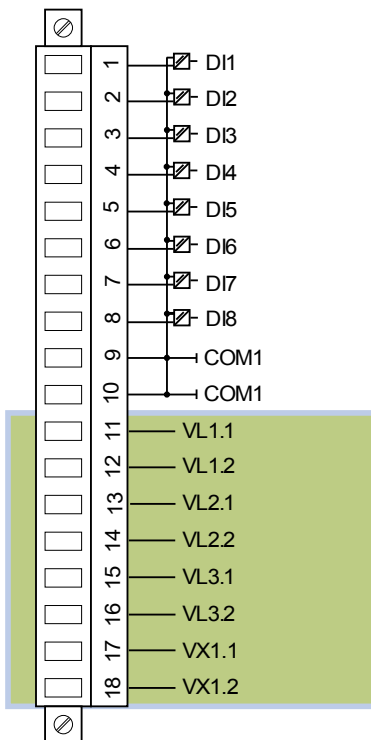 1 DI1
2 DI2
3 DI3
4 DI4
5 DI5
6 DI6
7 DI7
8 DI8
9 COM1
10 COM1
11 VL1.1
12 VL1.2
13 VL2.1
14 VL2.2
15 VL3.1
16 VL3.2
17 VX1.1
18 VX1.2